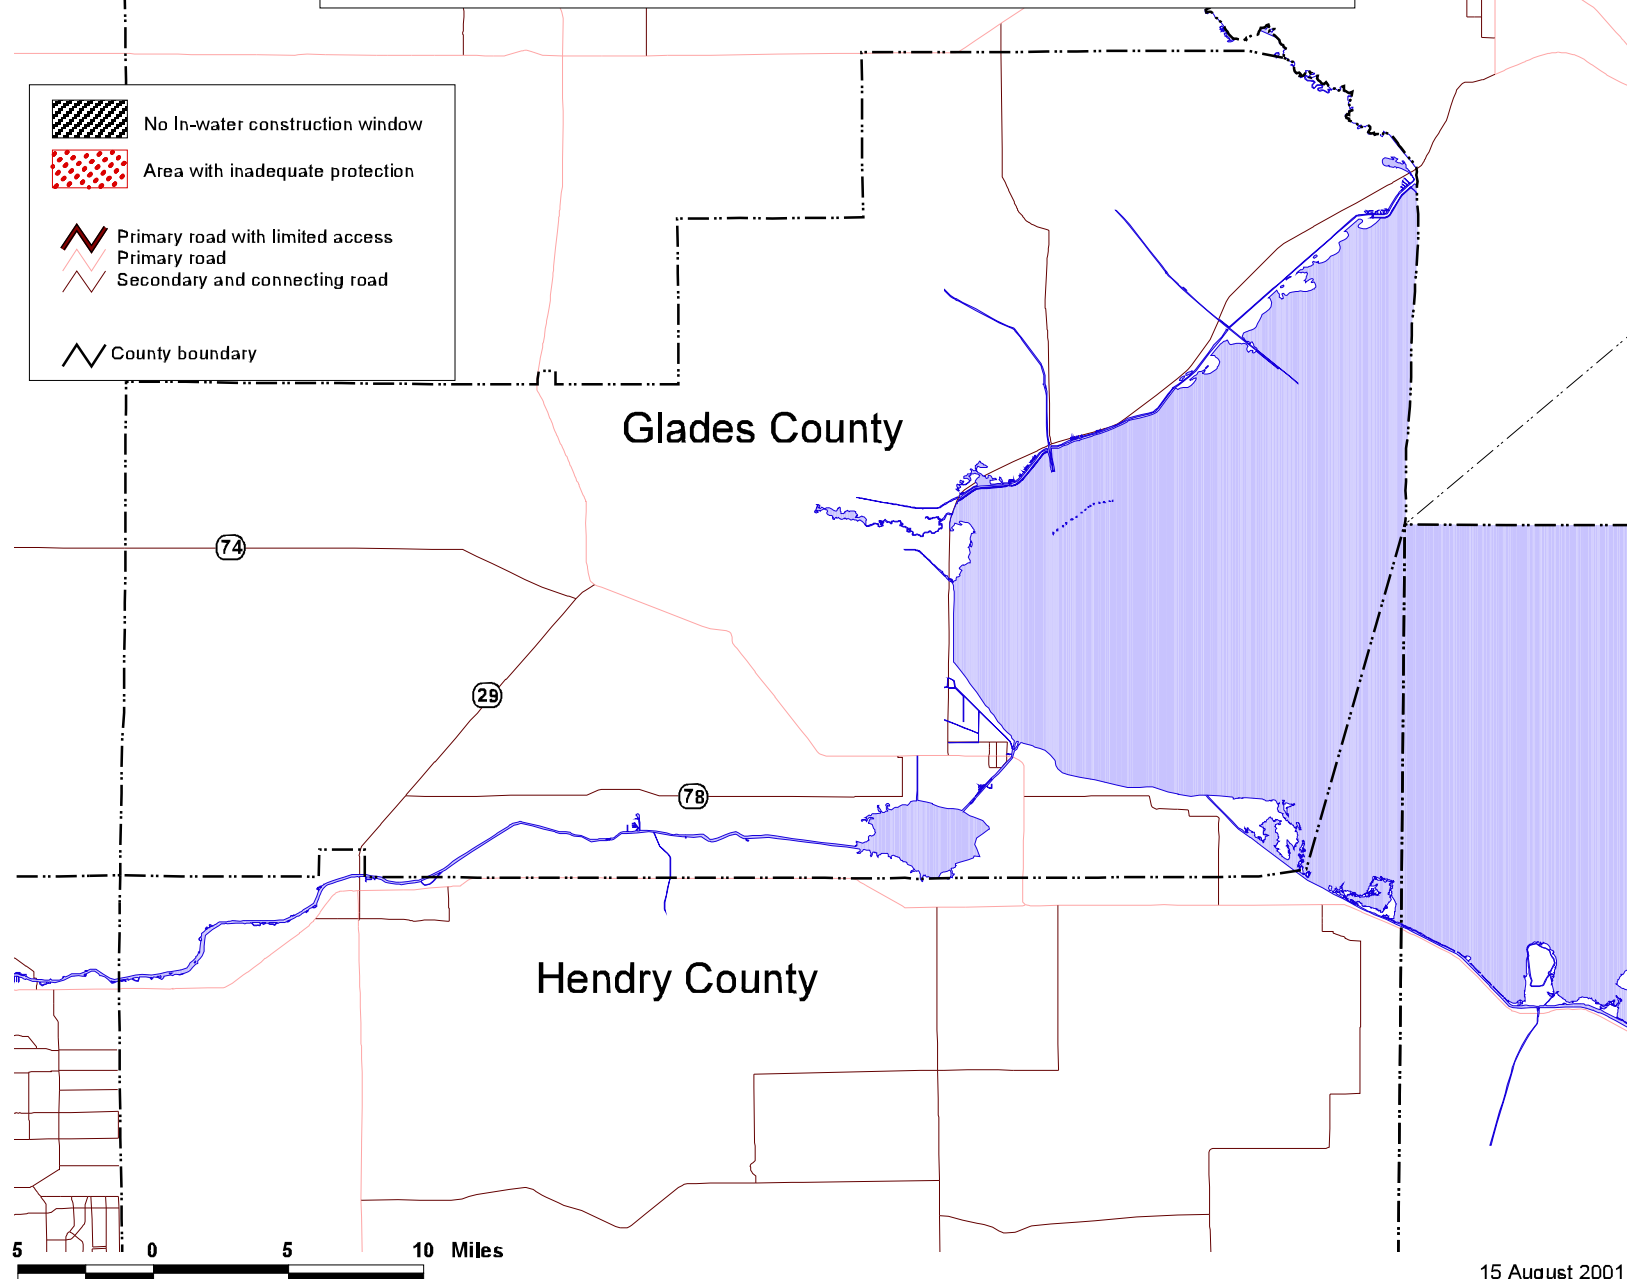 No In-water construction window
Area with inadequate protection
Primary road with limited access
Primary road
Secondary and connecting road
County boundary
Glades County
74
29
78
Hendry County
5 0 5 10 Miles
15 August 2001